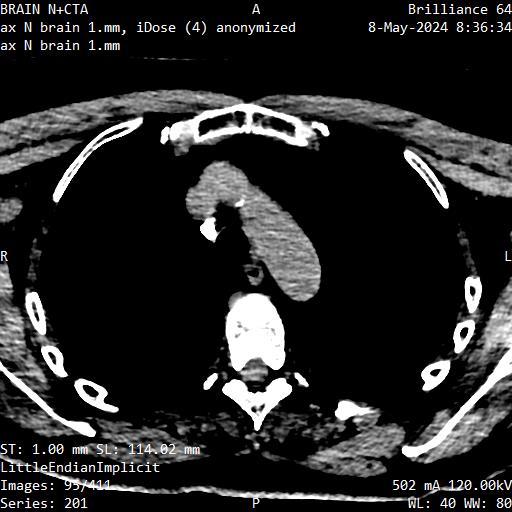 BRAIN N+CTA
A
Brilliance 64
ax N brain 1.mm, iDose (4) anonymized
8-May-2024 8:36:34
ax N brain 1.mm
R
L
ST: 1.00 mm SL: 114.02 mm
LittleEndianImplicit
Images: 95/411
502 mA 120.00kV
Series: 201
P
WL: 40 WW: 80